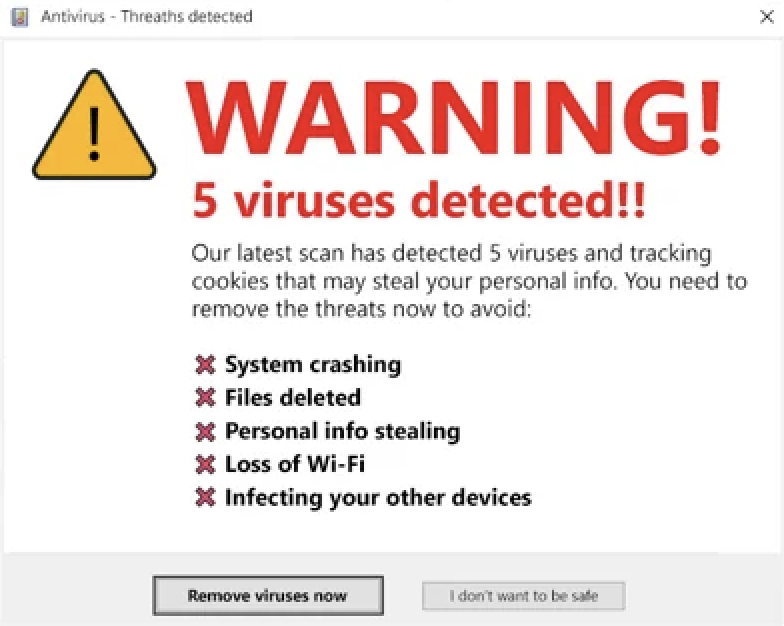 Antivirus - Threaths detected
WARNING!
5 viruses detected!!
Our latest scan has detected 5 viruses and tracking
cookies that may steal your personal info. You need to
remove the threats now to avoid:
System crashing
Files deleted
Personal info stealing
Loss of Wi-Fi
Infecting your other devices
Remove viruses now
I don't want to be safe